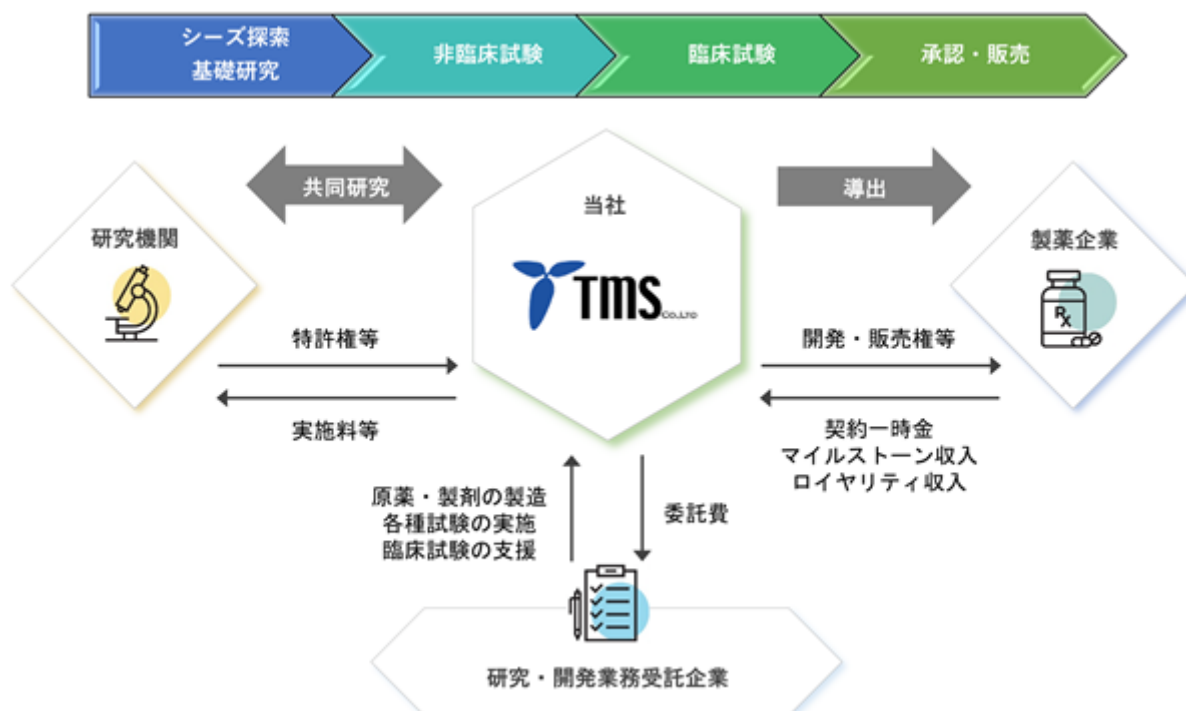 シーズ探索
基礎研究
非臨床試験
臨床試験
承認・販売
共同研究
当社
導出
研究機関
製薬企業
TMS
Co.,LTD
Rx
特許権等
開発・販売権等
実施料等
契約一時金
マイルストーン収入
ロイヤリティ収入
原薬・製剤の製造
各種試験の実施
臨床試験の支援
委託費
研究・開発業務受託企業